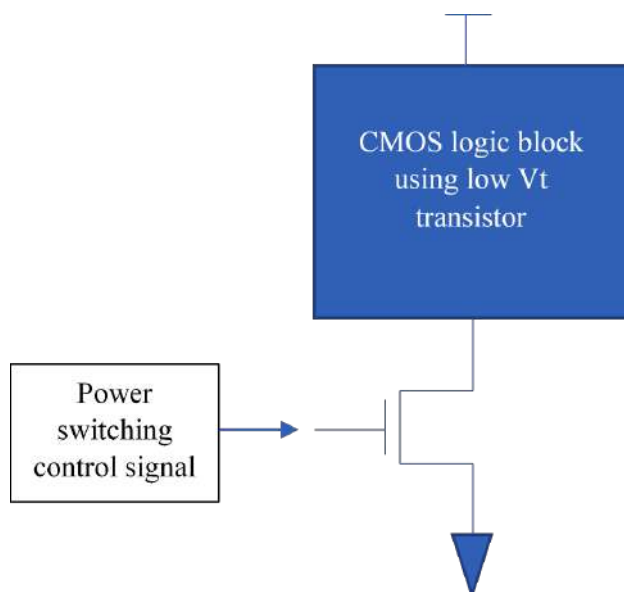 CMOS logic block
using low Vt
transistor
Power
switching
control signal